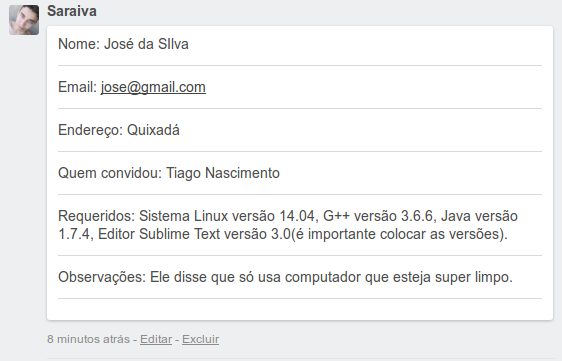 Saraiva
Nome: José da SIlva
Email: jose@gmail.com
Endereço: Quixadá
Quem convidou: Tiago Nascimento
Requeridos: Sistema Linux versão 14.04, G++ versão 3.6.6, Java versão
1.7.4, Editor Sublime Text versão 3.0(é importante colocar as versões).
Observações: Ele disse que só usa computador que esteja super limpo.
8 minutos atrás - Editar - Excluir